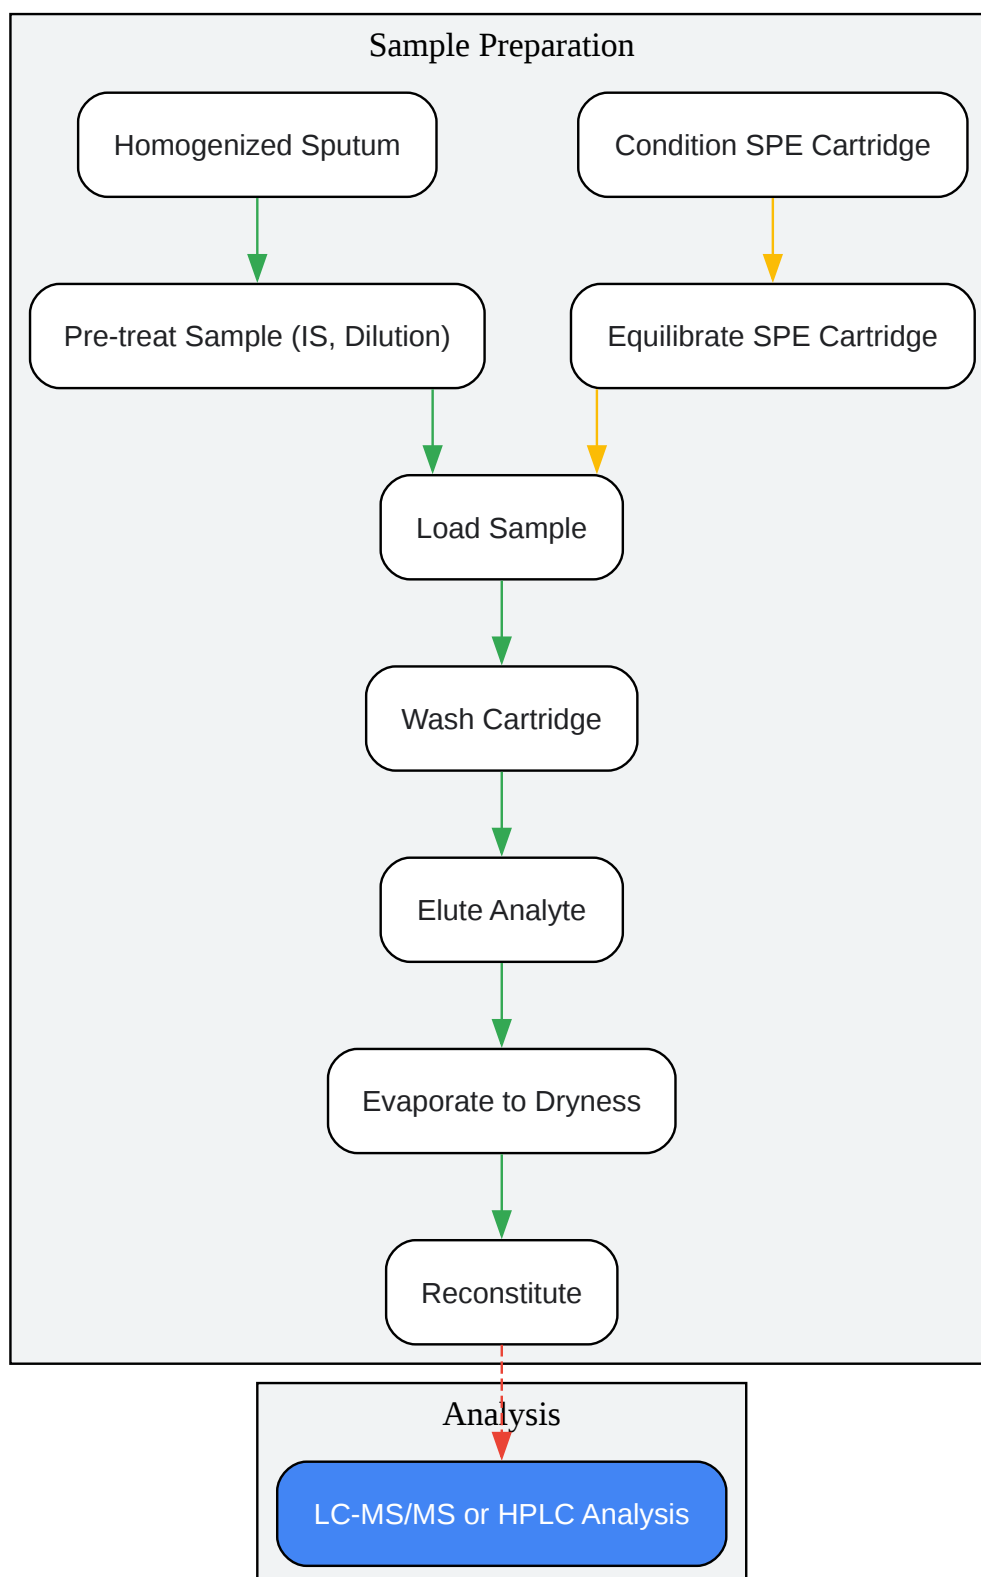 Sample Preparation
Homogenized Sputum
Condition SPE Cartridge
Pre-treat Sample (IS, Dilution)
Equilibrate SPE Cartridge
Load Sample
Wash Cartridge
Elute Analyte
Evaporate to Dryness
Reconstitute
Analysis
LC-MS/MS or HPLC Analysis